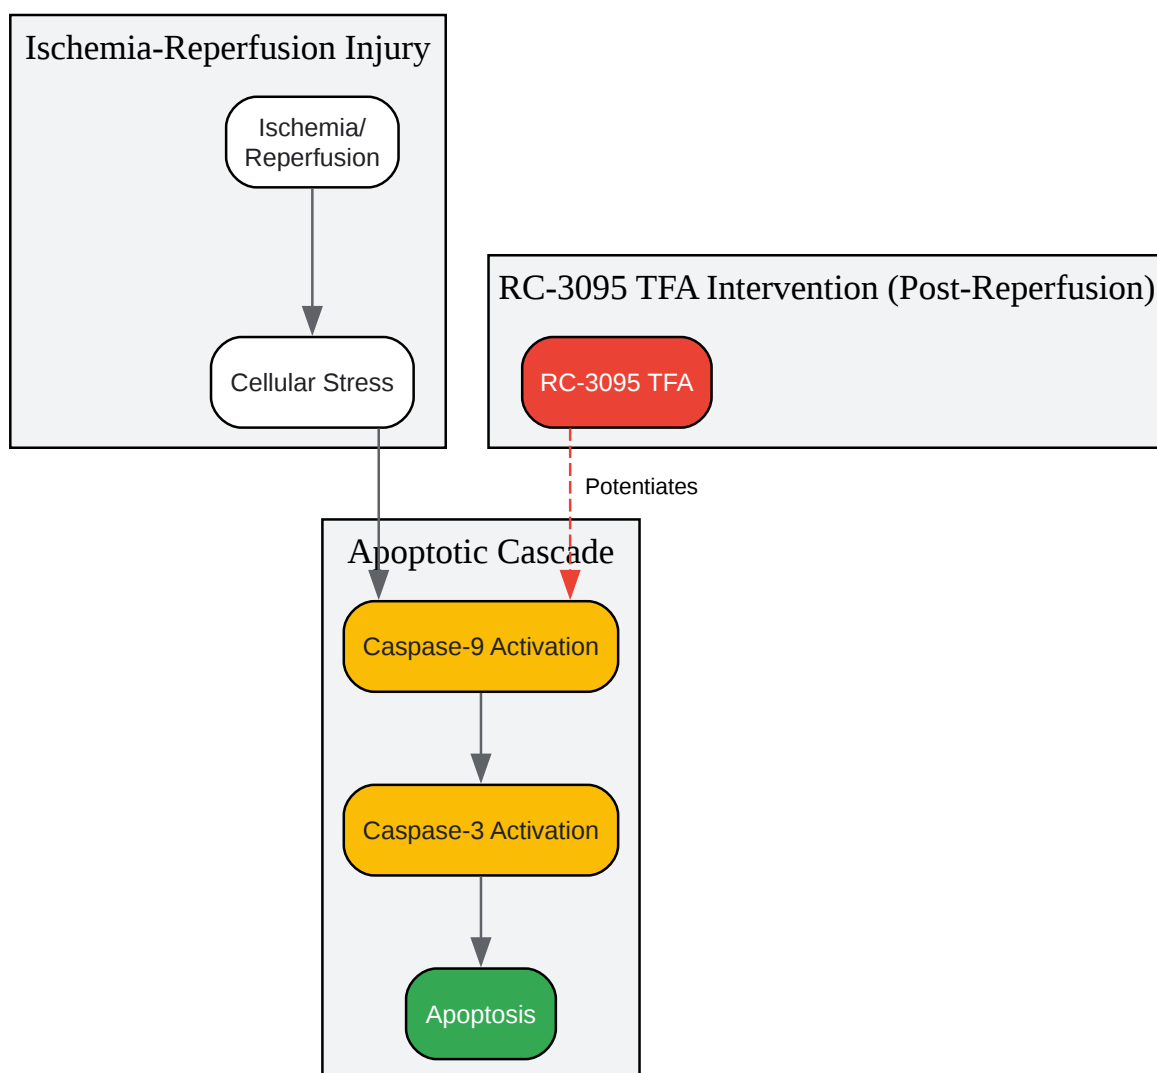 Ischemia-Reperfusion Injury
Ischemia/
Reperfusion
Cellular Stress
RC-3095 TFA Intervention (Post-Reperfusion)
RC-3095 TFA
Potentiates
Apoptotic Cascade
Caspase-9 Activation
Caspase-3 Activation
Apoptosis